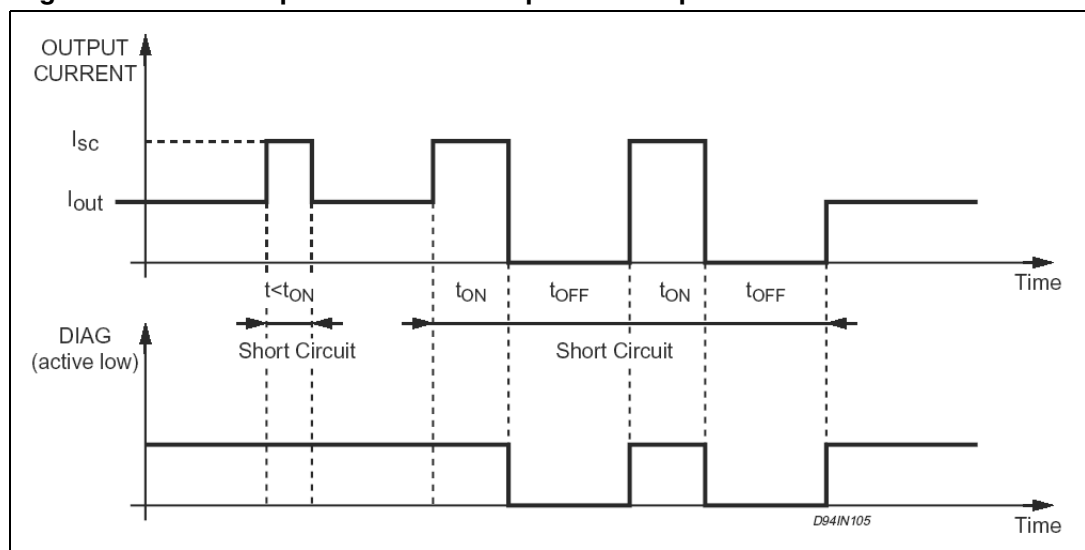 OUTPUT
CURRENT
Isc
Iout
t<tON
tON
tOFF
tON
tOFF
Time
DIAG
(active low)
Short Circuit
Short Circuit
D94IN105
Time